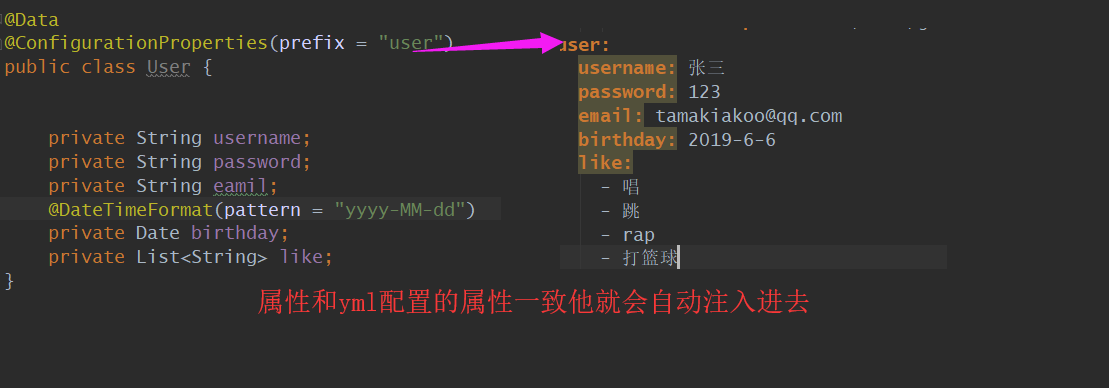 @Data
@ConfigurationProperties(prefix = "user")
public class User {
private String username;
private String password;
private String eamil;
@DateTimeFormat(pattern = "yyyy-MM-dd")
private Date birthday;
private List<String> like;
}
user:
username: 张三
password: 123
email: tamakiakoo@qq.com
birthday: 2019-6-6
like:
- 唱
- 跳
- rap
- 打篮球
属性和yml配置的属性一致他就会自动注入进去